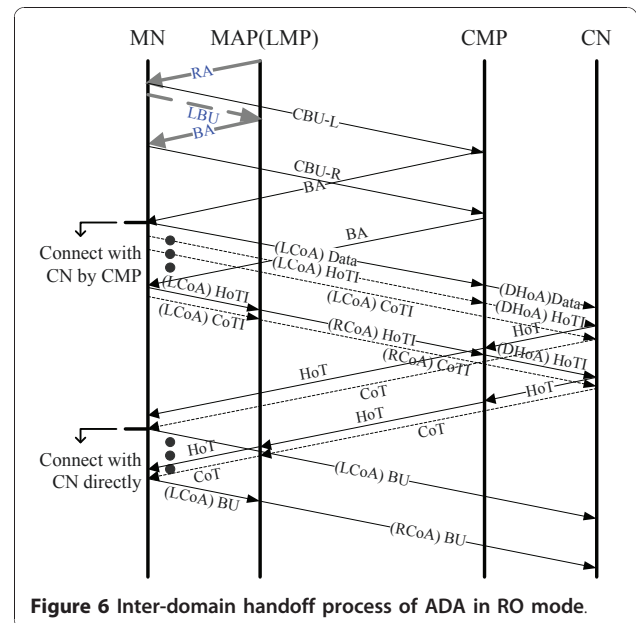 MN MAP(LMP) CMP CN
RA
LBU
CBU-L
BA
CBU-R
BA
BA
Connect with
CN by CMP
(LCoA) Data
(LCoA) HoTI
(DHoA)Data
(LCoA) HoTI
(LCoA) CoTI
(DHoA) HoTI
(LCoA) CoTI
(RCoA) HoTI
HoT
(RCoA) CoTI
(DHoA) HoTI
HoT
CoT
HoT
HoT
CoT
Connect with
CN directly
HoT
CoT
(LCoA) BU
(LCoA) BU
(RCoA) BU
Figure 6 Inter-domain handoff process of ADA in RO mode.